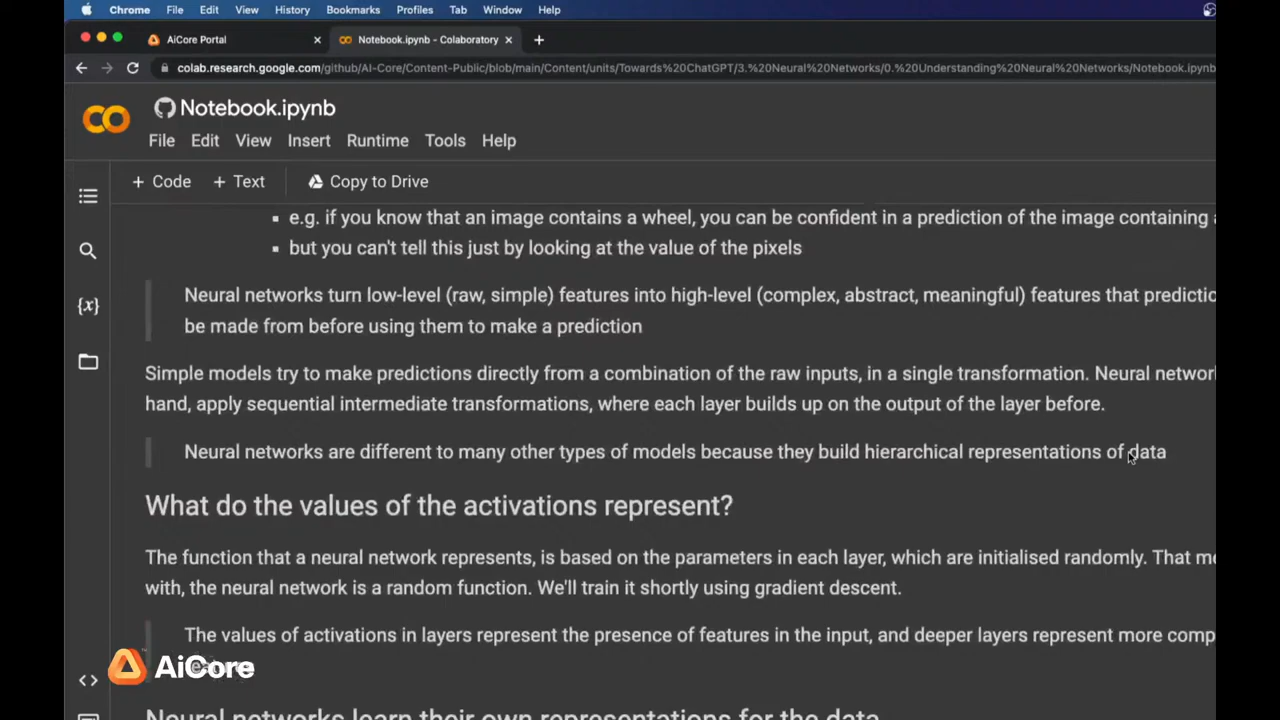 Chrome File Edit View History Bookmarks Profiles Tab Window Help
AiCore Portal Notebook.ipynb - Colaboratory
colab.research.google.com/github/AI-Core/Content-Public/blob/main/Content/units/Towards%20ChatGPT/3.%20Neural%20Networks/0.%20Understanding%20Neural%20Networks/Notebook.ipynb
CO Notebook.ipynb
File Edit View Insert Runtime Tools Help
+ Code + Text Copy to Drive
e.g. if you know that an image contains a wheel, you can be confident in a prediction of the image containing
but you can't tell this just by looking at the value of the pixels
{x}
Neural networks turn low-level (raw, simple) features into high-level (complex, abstract, meaningful) features that predictio
be made from before using them to make a prediction
Simple models try to make predictions directly from a combination of the raw inputs, in a single transformation. Neural networ
hand, apply sequential intermediate transformations, where each layer builds up on the output of the layer before.
Neural networks are different to many other types of models because they build hierarchical representations of data
What do the values of the activations represent?
The function that a neural network represents, is based on the parameters in each layer, which are initialised randomly. That me
with, the neural network is a random function. We'll train it shortly using gradient descent.
The values of activations in layers represent the presence of features in the input, and deeper layers represent more comp
AiCore
Neural networks learn their own representations for the data